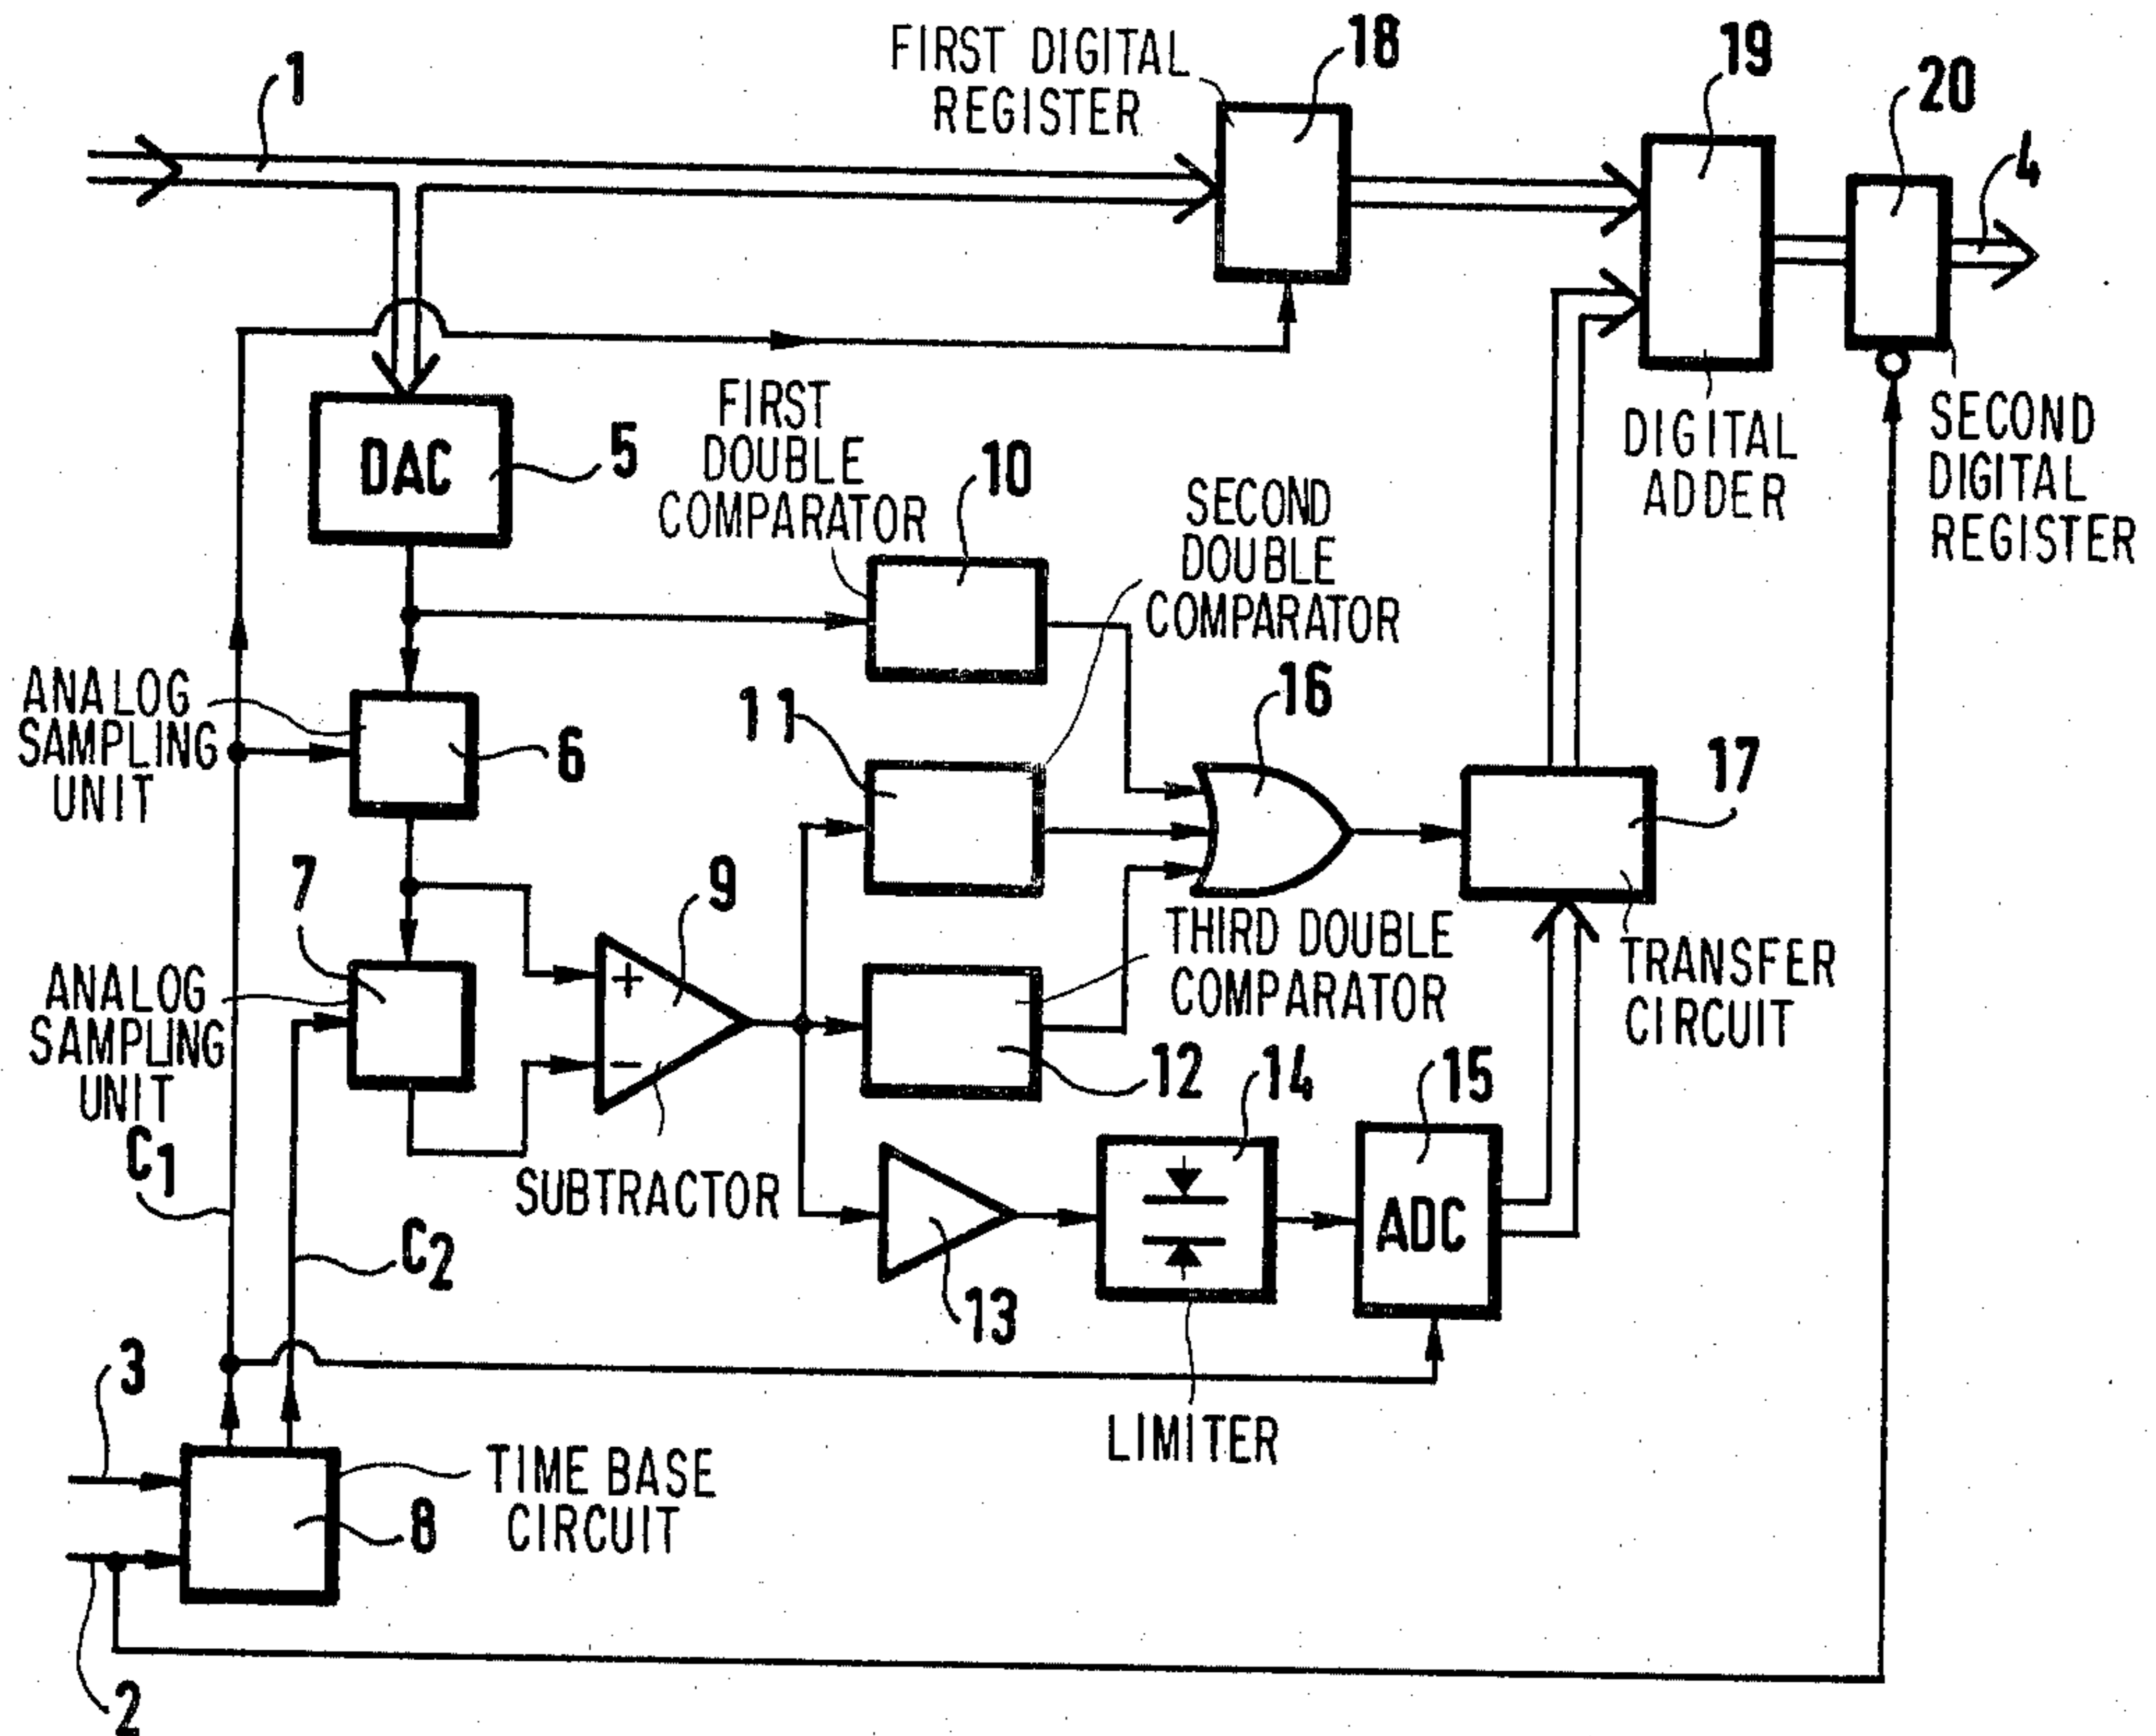 1
FIRST DIGITAL
REGISTER
18
19
20
4
DAC
5
FIRST
DOUBLE
COMPARATOR
10
SECOND
DOUBLE
COMPARATOR
DIGITAL
ADDER
SECOND
DIGITAL
REGISTER
ANALOG
SAMPLING
UNIT
6
11
16
17
7
9
+
−
ANALOG
SAMPLING
UNIT
THIRD DOUBLE
COMPARATOR
TRANSFER
CIRCUIT
12
14
15
C1
SUBTRACTOR
ADC
C2
13
3
LIMITER
TIME BASE
CIRCUIT
8
2